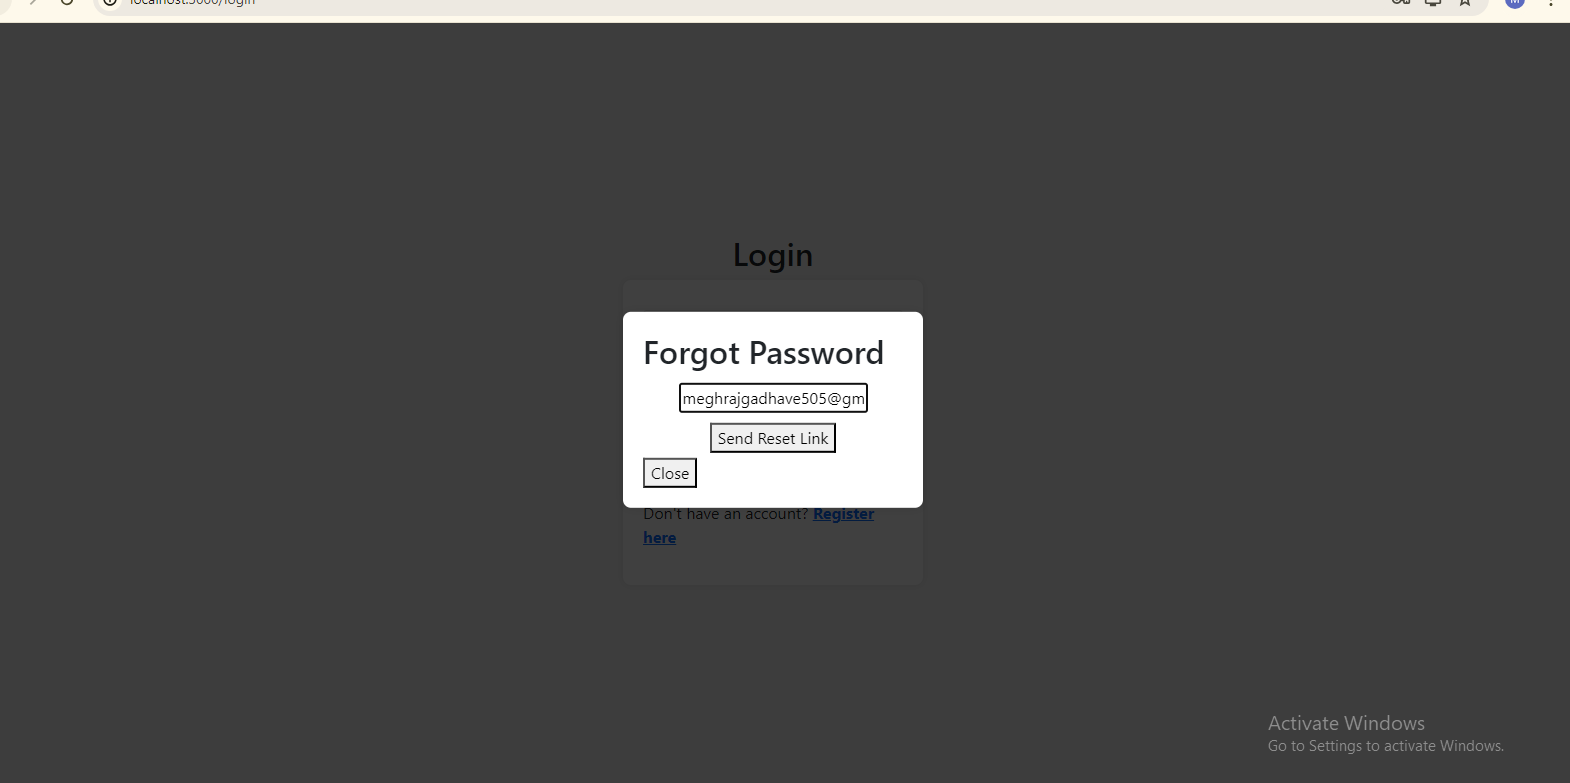 localhost:3000/login
Login
Forgot Password
meghrajgadhave505@gm
Send Reset Link
Close
Don't have an account? Register
here
Activate Windows
Go to Settings to activate Windows.